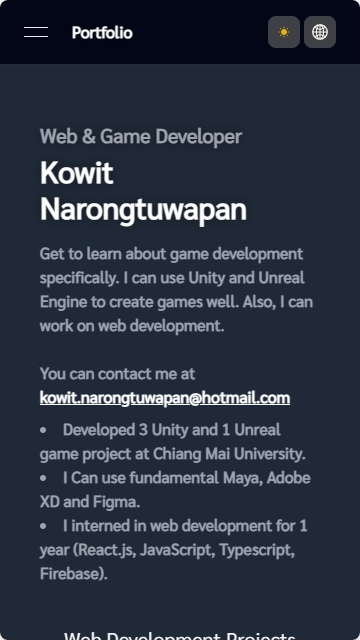 Portfolio
Web & Game Developer
Kowit
Narongtuwapan
Get to learn about game development
specifically. I can use Unity and Unreal
Engine to create games well. Also, I can
work on web development.
You can contact me at
kowit.narongtuwapan@hotmail.com
• Developed 3 Unity and 1 Unreal
game project at Chiang Mai University.
• I Can use fundamental Maya, Adobe
XD and Figma.
• I interned in web development for 1
year (React.js, JavaScript, Typescript,
Firebase).
Web Development Projects